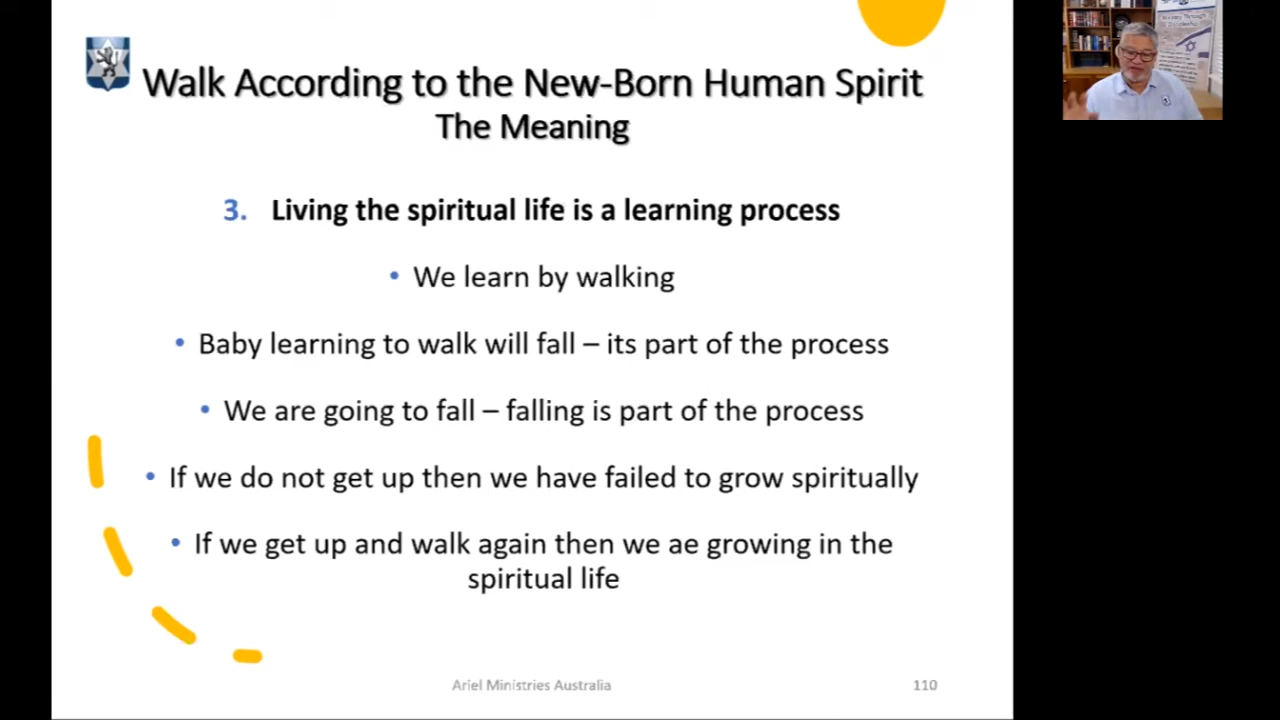 Walk According to the New-Born Human Spirit
The Meaning
3. Living the spiritual life is a learning process
• We learn by walking
• Baby learning to walk will fall – its part of the process
• We are going to fall – falling is part of the process
• If we do not get up then we have failed to grow spiritually
• If we get up and walk again then we ae growing in the
spiritual life
Ariel Ministries Australia
110